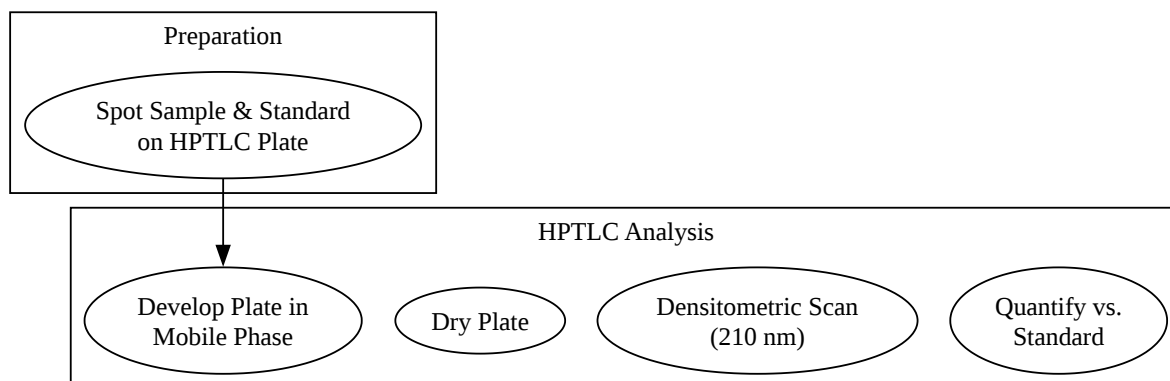 Preparation
Spot Sample & Standard
on HPTLC Plate
HPTLC Analysis
Develop Plate in
Mobile Phase
Dry Plate
Densitometric Scan
(210 nm)
Quantify vs.
Standard